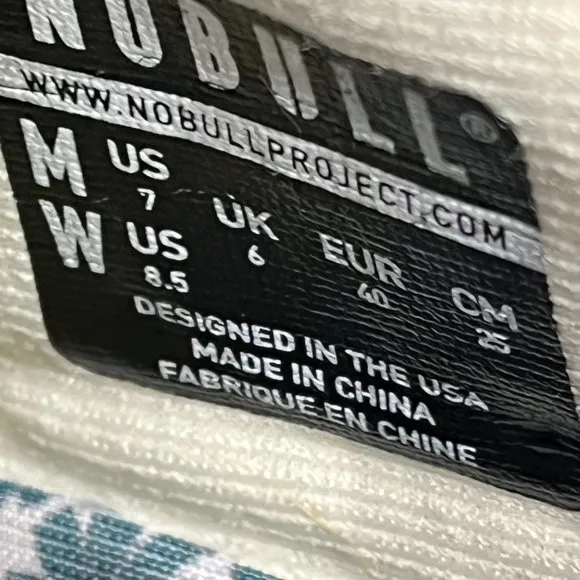 NOBULL®
WWW.NOBULLPROJECT.COM
M US UK EUR CM
7 6 40 25
W US
8.5
DESIGNED IN THE USA
MADE IN CHINA
FABRIQUE EN CHINE